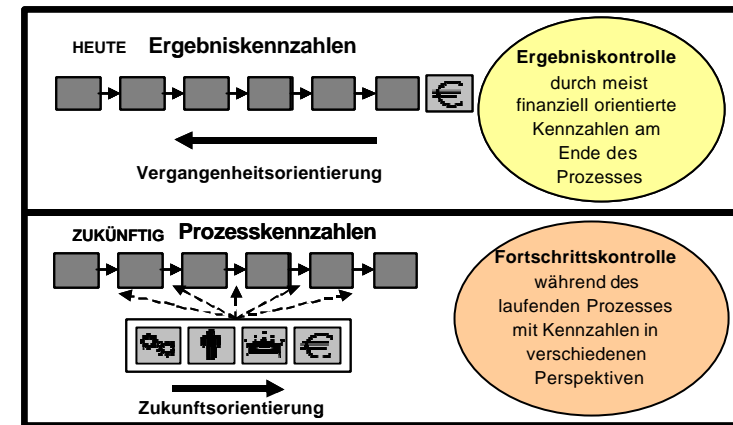 HEUTE Ergebniskennzahlen
€
Vergangenheitsorientierung
Ergebniskontrolle
durch meist
finanziell orientierte
Kennzahlen am
Ende des
Prozesses
ZUKÜNFTIG Prozesskennzahlen
€
Zukunftsorientierung
Fortschrittskontrolle
während des
laufenden Prozesses
mit Kennzahlen in
verschiedenen
Perspektiven